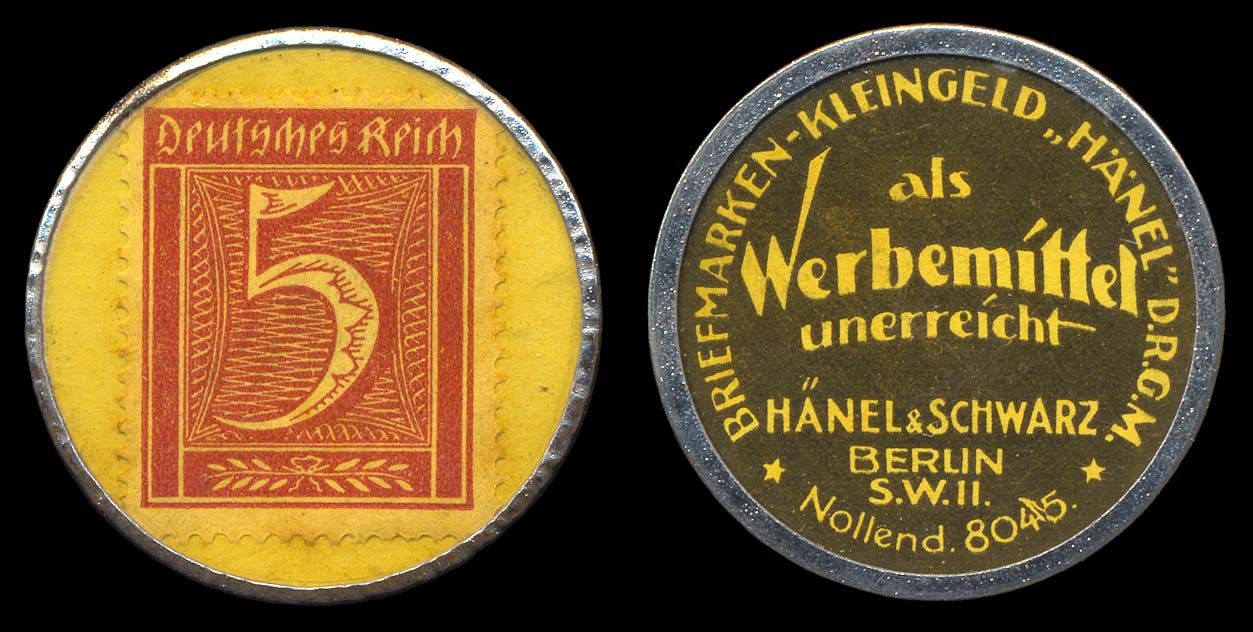 Deutsches Reich
5
BRIEFMARKEN-KLEINGELD „HÄNEL" D.R.G.M.
als
Werbemittel
unerreicht
HÄNEL & SCHWARZ.
BERLIN
S.W. 11.
Nollend. 8045.